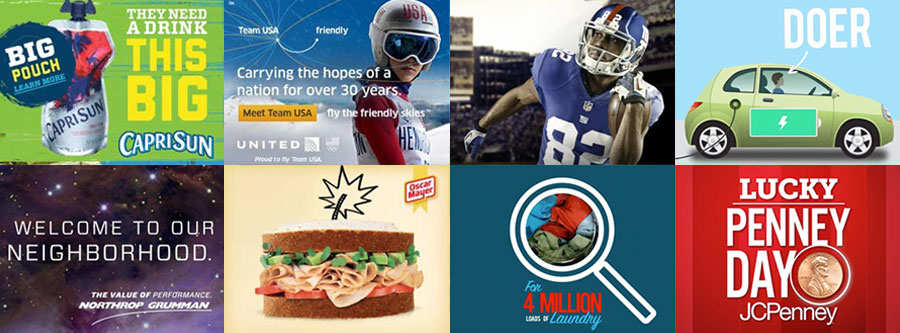 BIG
POUCH
LEARN MORE
CAPRISUN
THEY NEED
A DRINK
THIS
BIG
CAPRISUN
USA
Team USA
friendly
Carrying the hopes of a
nation for over 30 years.
Meet Team USA
fly the friendly skies
UNITED
Proud to fly Team USA
82
DOER
WELCOME TO OUR
NEIGHBORHOOD.
THE VALUE OF PERFORMANCE.
NORTHROP GRUMMAN
Oscar
Mayer
For
4 MILLION
LOADS OF Laundry
LUCKY
PENNEY
DAY
JCPenney